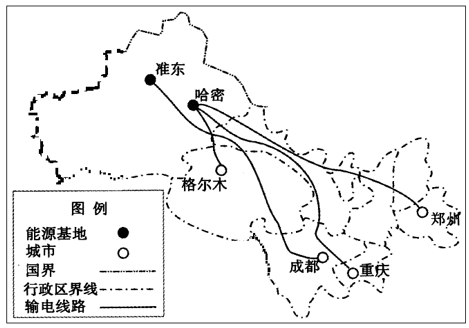 准东
哈密
格尔木
郑州
成都
重庆
图 例
能源基地
城市
国界
行政区界线
输电线路